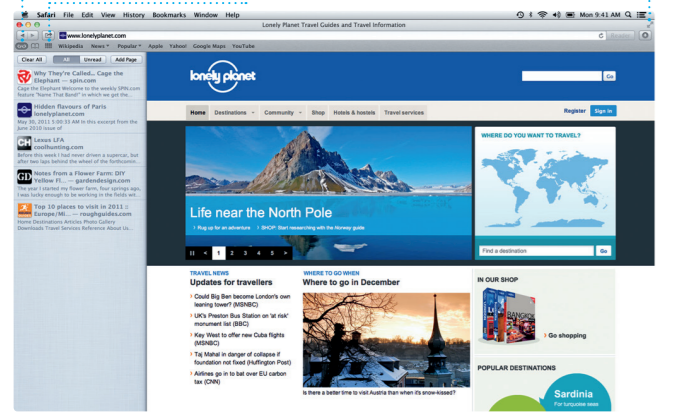 Safari File Edit View History Bookmarks Window Help
Mon 9:41 AM
Lonely Planet Travel Guides and Travel Information
www.lonelyplanet.com
Reader
Wikipedia News Popular Apple Yahoo! Google Maps YouTube
Clear All All Unread Add Page
Why They're Called... Cage the
Elephant — spin.com
Cage the Elephant Welcome to the weekly SPIN.com
feature "Name That Band!" in which we get the...
Hidden flavours of Paris
lonelyplanet.com
May 30, 2011 5:00:35 AM In this excerpt from the
June 2010 issue of
CH
Lexus LFA
coolhunting.com
Before this week I had never driven a supercar, but
after two laps behind the wheel of the forthcomin...
GD
Notes from a Flower Farm: DIY
Yellow Fl... — gardendesign.com
The year I started my flower farm, four springs ago,
I was lucky enough to be working in the fields wit...
Top 10 places to visit in 2011 ::
Europe/Mi... — roughguides.com
Home Destinations Articles Photo Gallery
Downloads Travel Services Reference About Us...
lonely planet
Go
Home Destinations Community Shop Hotels & hostels Travel services
Register Sign in
Life near the North Pole
Rug up for an adventure SHOP: Start researching with the Norway guide
1 2 3 4 5
WHERE DO YOU WANT TO TRAVEL?
Find a destination Go
TRAVEL NEWS
Updates for travellers
Could Big Ben become London's own
leaning tower? (MSNBC)
UK's Preston Bus Station on 'at risk'
monument list (BBC)
Key West to offer new Cuba flights
(MSNBC)
Taj Mahal in danger of collapse if
foundation not fixed (Huffington Post)
Airlines go in to bat over EU carbon
tax (CNN)
WHERE TO GO WHEN
Where to go in December
Is there a better time to visit Austria than when it's snow-kissed?
IN OUR SHOP
BANGKOK
Go shopping
POPULAR DESTINATIONS
Sardinia
For turquoise seas